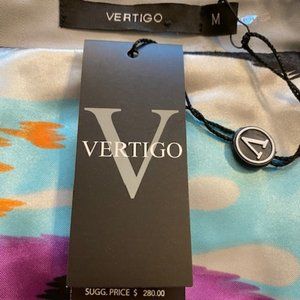 VERTIGO M
V
VERTIGO
V
SUGG. PRICE $ 280.00